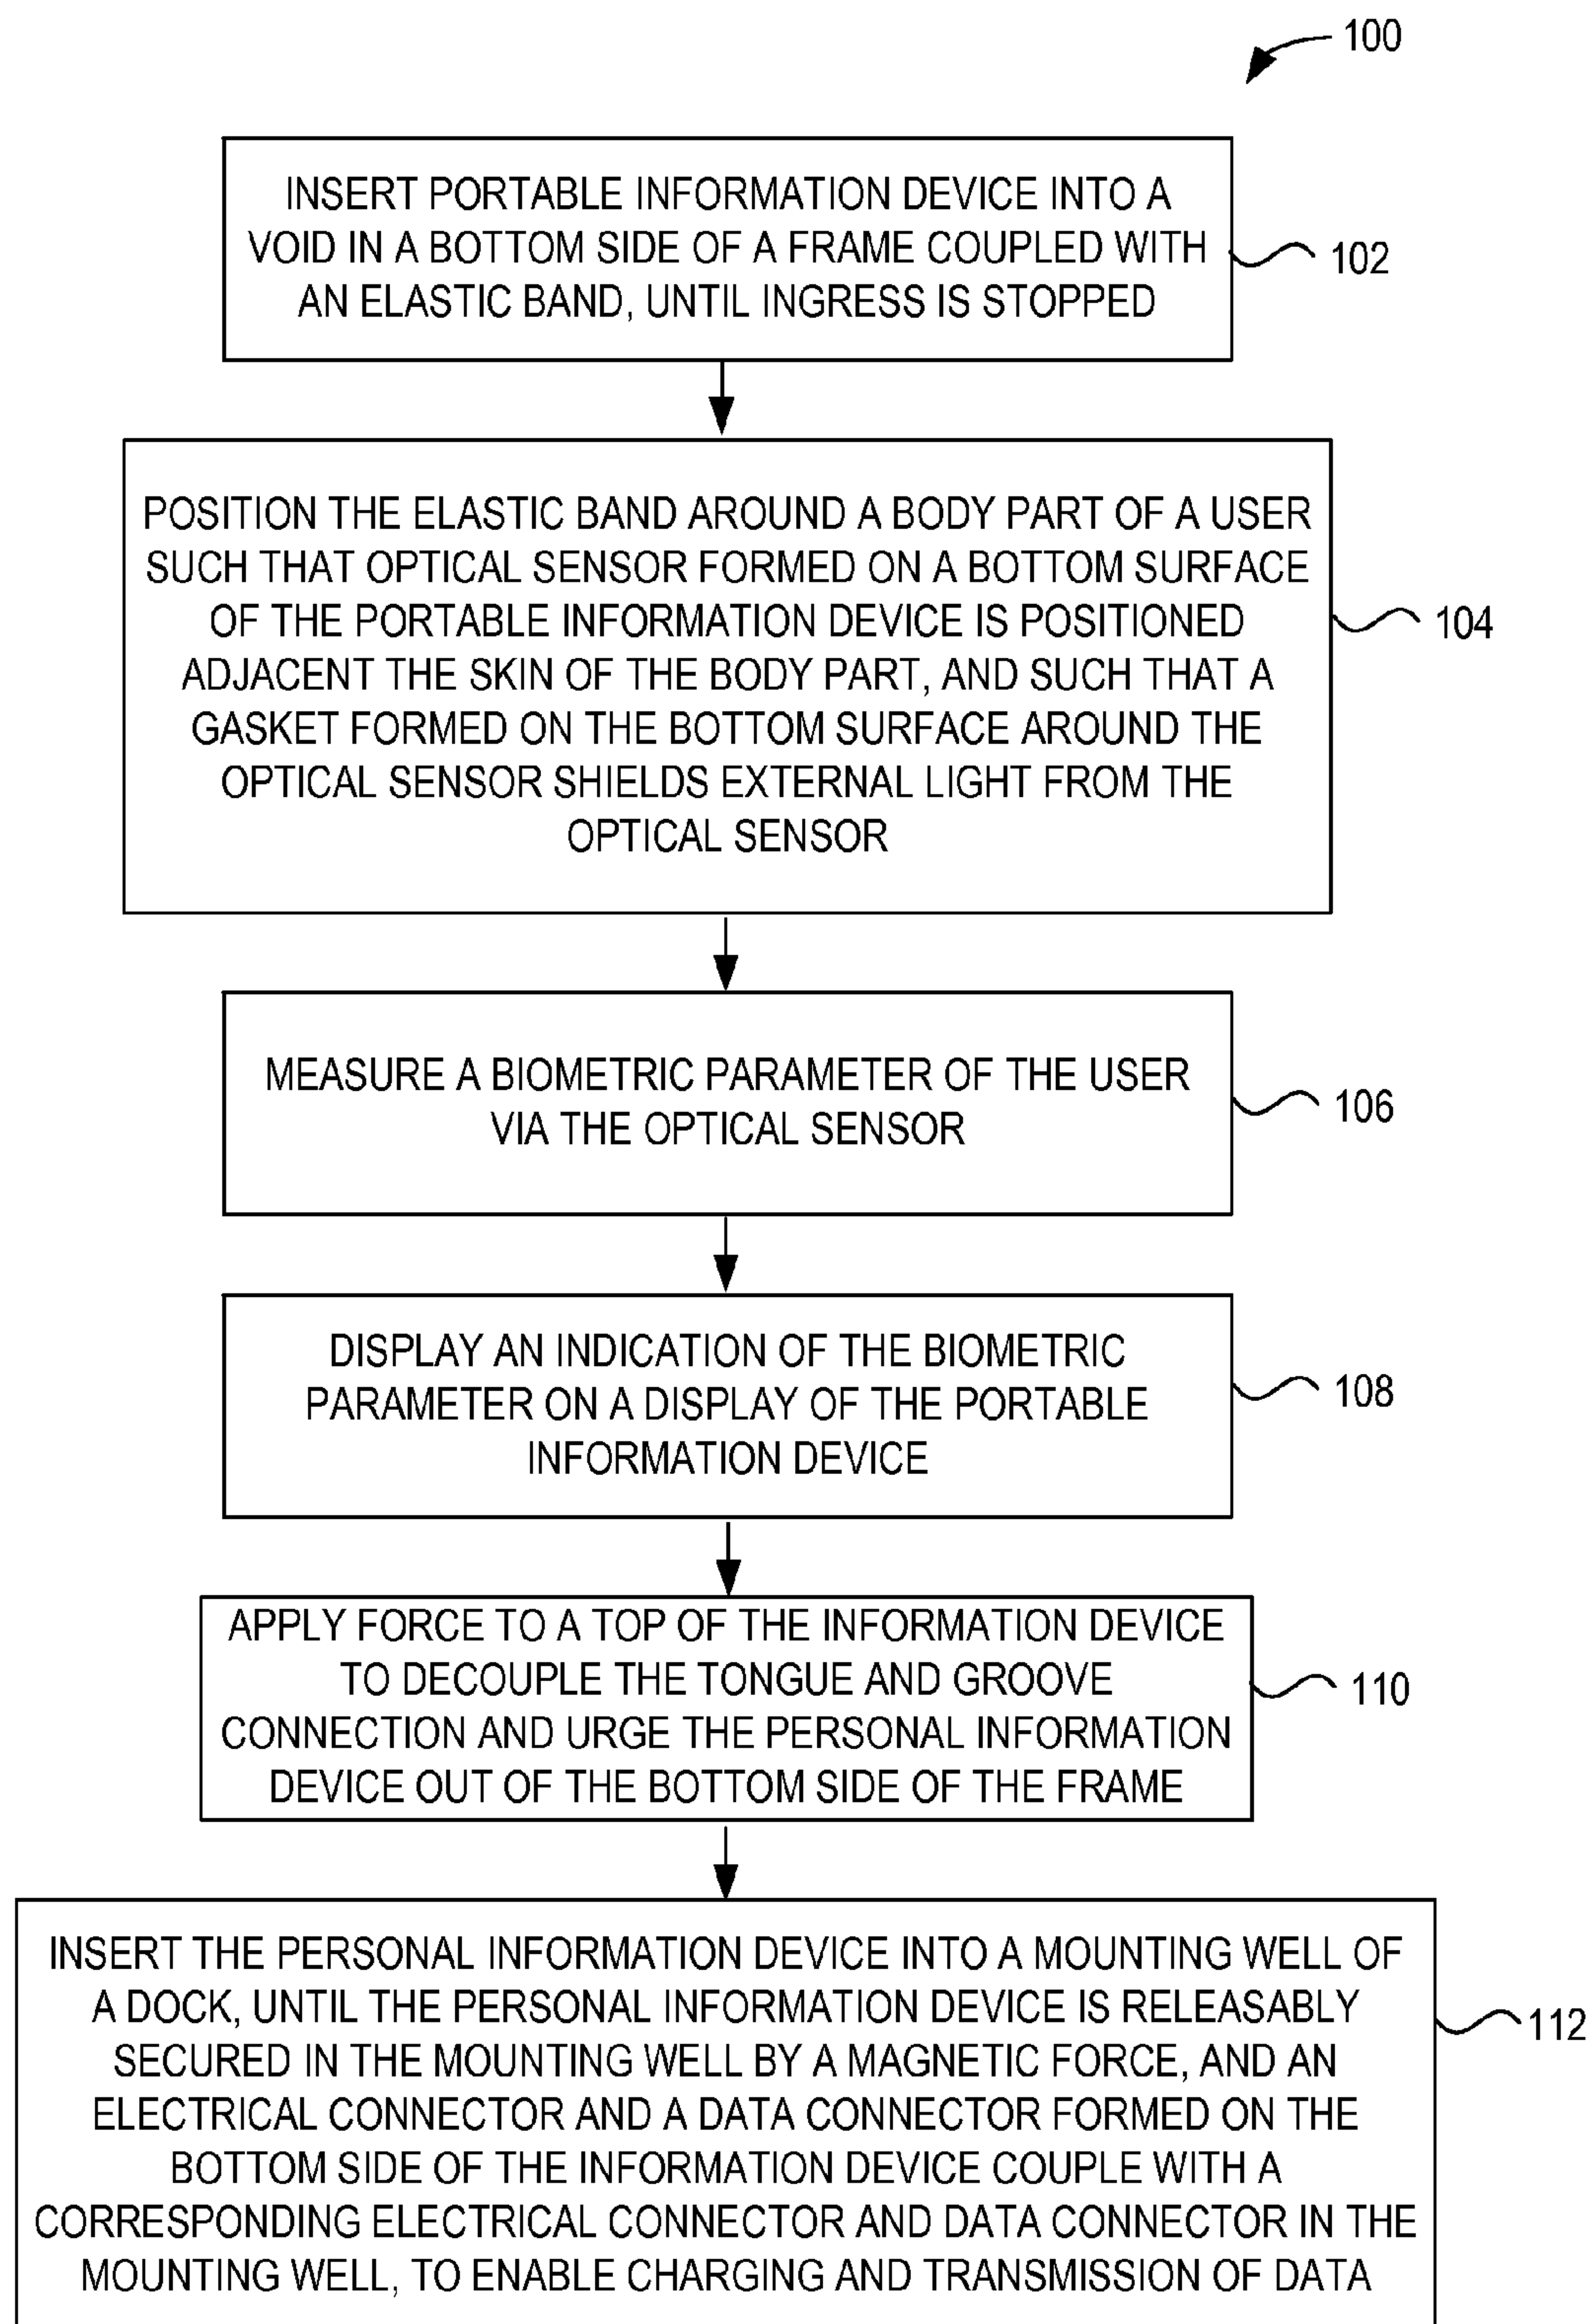 100
INSERT PORTABLE INFORMATION DEVICE INTO A
VOID IN A BOTTOM SIDE OF A FRAME COUPLED WITH
AN ELASTIC BAND, UNTIL INGRESS IS STOPPED
102
POSITION THE ELASTIC BAND AROUND A BODY PART OF A USER
SUCH THAT OPTICAL SENSOR FORMED ON A BOTTOM SURFACE
OF THE PORTABLE INFORMATION DEVICE IS POSITIONED
ADJACENT THE SKIN OF THE BODY PART, AND SUCH THAT A
GASKET FORMED ON THE BOTTOM SURFACE AROUND THE
OPTICAL SENSOR SHIELDS EXTERNAL LIGHT FROM THE
OPTICAL SENSOR
104
MEASURE A BIOMETRIC PARAMETER OF THE USER
VIA THE OPTICAL SENSOR
106
DISPLAY AN INDICATION OF THE BIOMETRIC
PARAMETER ON A DISPLAY OF THE PORTABLE
INFORMATION DEVICE
108
APPLY FORCE TO A TOP OF THE INFORMATION DEVICE
TO DECOUPLE THE TONGUE AND GROOVE
CONNECTION AND URGE THE PERSONAL INFORMATION
DEVICE OUT OF THE BOTTOM SIDE OF THE FRAME
110
INSERT THE PERSONAL INFORMATION DEVICE INTO A MOUNTING WELL OF
A DOCK, UNTIL THE PERSONAL INFORMATION DEVICE IS RELEASABLY
SECURED IN THE MOUNTING WELL BY A MAGNETIC FORCE, AND AN
ELECTRICAL CONNECTOR AND A DATA CONNECTOR FORMED ON THE
BOTTOM SIDE OF THE INFORMATION DEVICE COUPLE WITH A
CORRESPONDING ELECTRICAL CONNECTOR AND DATA CONNECTOR IN THE
MOUNTING WELL, TO ENABLE CHARGING AND TRANSMISSION OF DATA
112